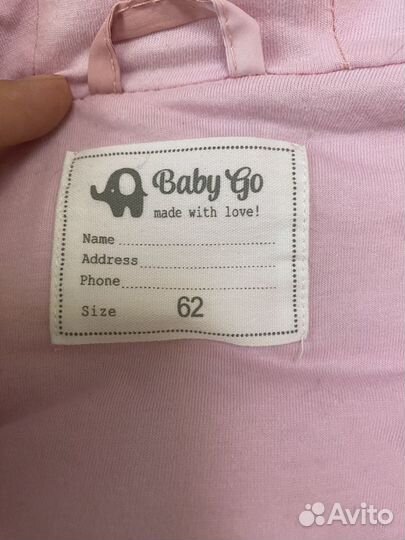 Baby Go
made with love!
Name
Address
Phone
Size 62
Avito